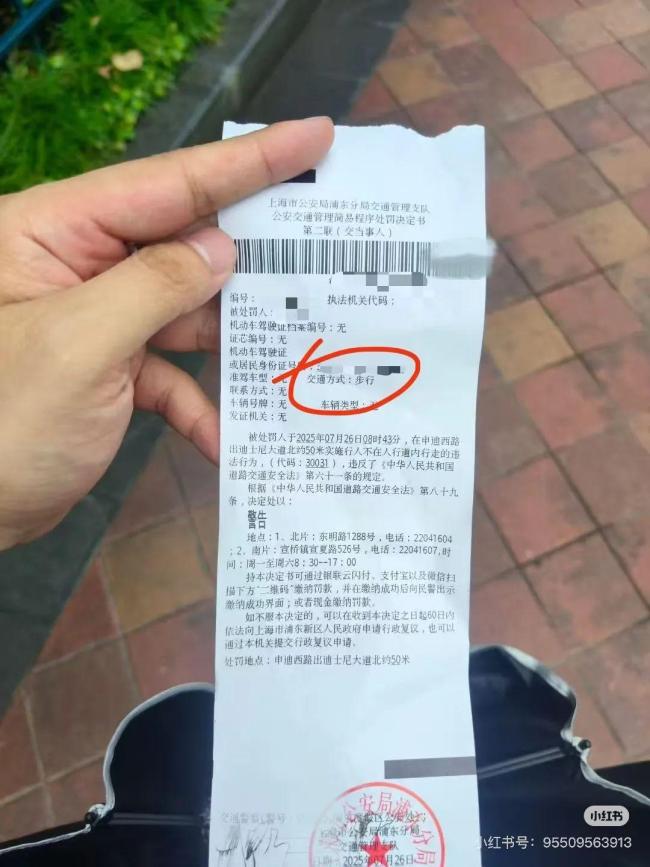 上海市公安局浦东分局交通管理支队
公安交通管理简易程序处罚决定书
第二联（交当事人）
编号： 执法机关代码：
被处罚人：
机动车驾驶证档案编号：无
证芯编号：无
机动车驾驶证
或居民身份证号
准驾车型：无 交通方式：步行
联系方式：无
车辆号牌：无 车辆类型：无
发证机关：无
被处罚人于2025年07月26日08时43分，在申迪西路
出迪士尼大道北约50米实施行人不在人行道内行走的违
法行为，（代码：30031），违反了《中华人民共和国
道路交通安全法》第六十一条的规定。
根据《中华人民共和国道路交通安全法》第八十九
条，决定处以：
警告
地点：1、北片：东明路1288号，电话：22041604
；2、南片：宣桥镇宣夏路526号，电话：22041607,时
间：周一至周六8：30--17：00
持本决定书可通过银联云闪付、支付宝以及微信扫
描下方"二维码"缴纳罚款，并在缴纳成功后向民警出示
缴纳成功界面；或者现金缴纳罚款。
如不服本决定的，可以在收到本决定之日起60日内
依法向上海市浦东新区人民政府申请行政复议，也可以
通过本机关提交行政复议申请。
处罚地点：申迪西路出迪士尼大道北约50米
交通警察
公安局浦
上海市公安局浦东分局
交通管理支队
日期：2025年07月26日
小红书
小红书号：95509563913